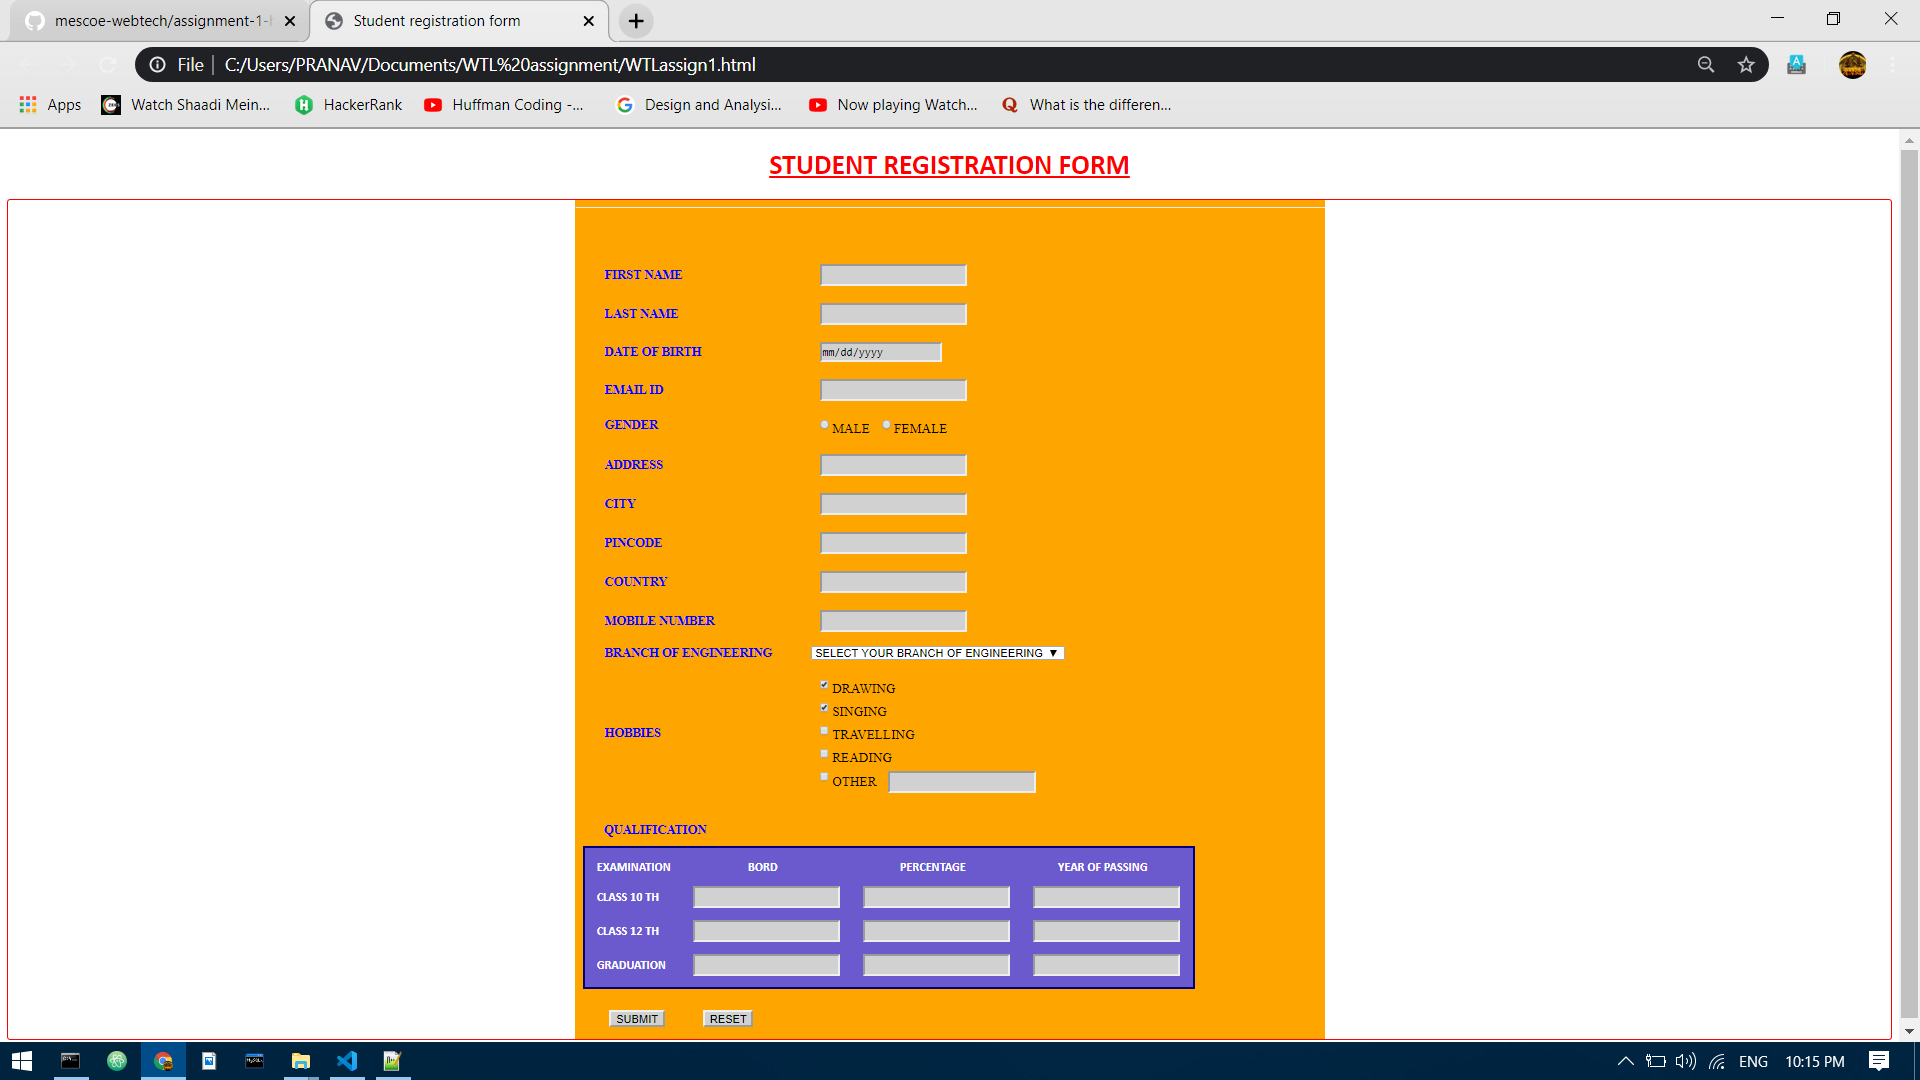 mescoe-webtech/assignment-1-h
Student registration form
File
C:/Users/PRANAV/Documents/WTL%20assignment/WTLassign1.html
Apps Watch Shaadi Mein... HackerRank Huffman Coding -... Design and Analysi... Now playing Watch... What is the differen...
STUDENT REGISTRATION FORM
FIRST NAME
LAST NAME
DATE OF BIRTH mm/dd/yyyy
EMAIL ID
GENDER MALE FEMALE
ADDRESS
CITY
PINCODE
COUNTRY
MOBILE NUMBER
BRANCH OF ENGINEERING SELECT YOUR BRANCH OF ENGINEERING
DRAWING
SINGING
HOBBIES TRAVELLING
READING
OTHER
QUALIFICATION
EXAMINATION BORD PERCENTAGE YEAR OF PASSING
CLASS 10 TH
CLASS 12 TH
GRADUATION
SUBMIT RESET
ENG 10:15 PM